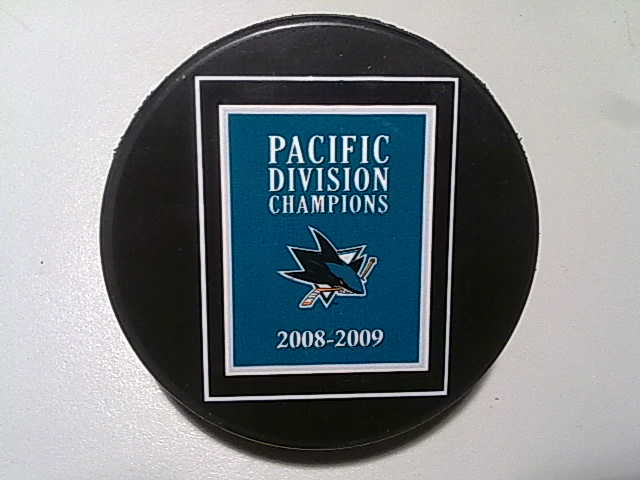 PACIFIC
DIVISION
CHAMPIONS
2008-2009